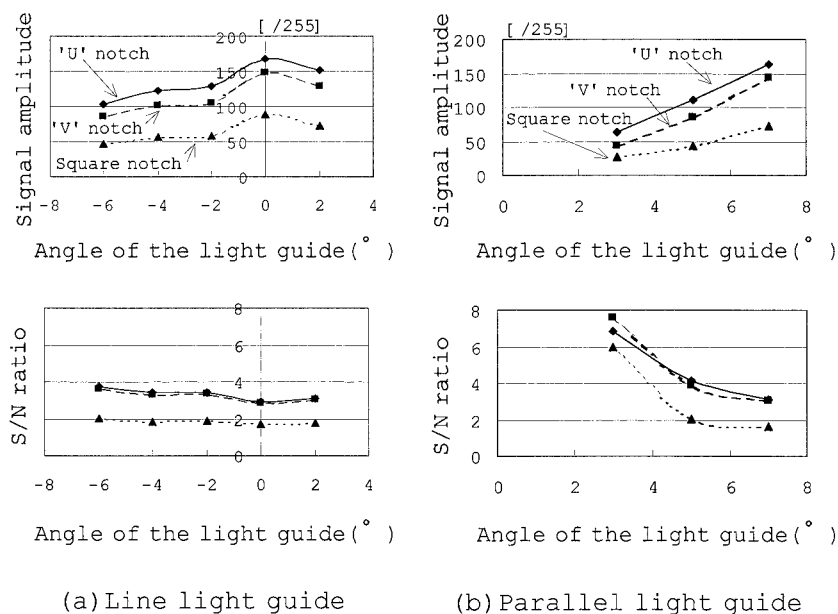 [ /255]
Signal amplitude
200
150
100
50
0
'U' notch
'V' notch
Square notch
-8 -6 -4 -2 0 2 4
Angle of the light guide(°)
[ /255]
Signal amplitude
200
150
100
50
0
'U' notch
'V' notch
Square notch
0 2 4 6 8
Angle of the light guide(°)
S/N ratio
8
6
4
2
0
-8 -6 -4 -2 0 2 4
Angle of the light guide(°)
S/N ratio
8
6
4
2
0
0 2 4 6 8
Angle of the light guide(°)
(a)Line light guide
(b)Parallel light guide